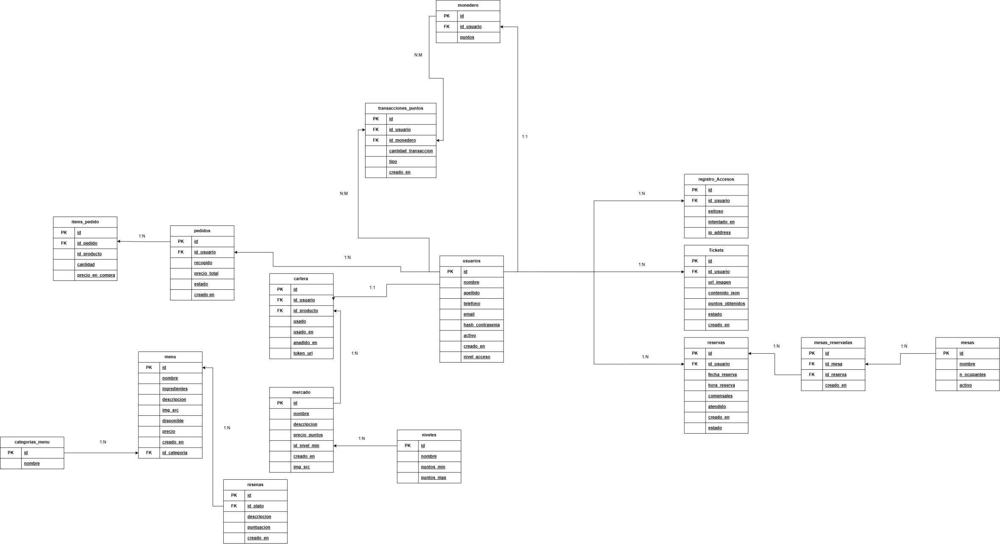 monedero
PK id
FK id_usuario
puntos
N:M
transacciones_puntos
PK id
FK id_usuario
FK id_monedero
cantidad_transaccion
tipo
creado_en
1:1
N:M
registro_Accesos
PK id
FK id_usuario
exitoso
intentado_en
ip_address
1:N
items_pedido
PK id
FK id_pedido
id_producto
cantidad
precio_en_compra
1:N
pedidos
PK id
FK id_usuario
recogido
precio_total
estado
creado en
1:N
Tickets
PK id
FK id_usuario
url_imagen
contenido_json
puntos_obtenidos
estado
creado_en
1:N
usuarios
PK id
nombre
apellido
telefono
email
hash_contrasenia
activo
creado_en
nivel_acceso
cartera
PK id
FK id_usuario
FK id_producto
usado
usado_en
anadido_en
token_url
1:1
1:N
reservas
PK id
FK id_usuario
fecha_reserva
hora_reserva
comensales
atendido
creado_en
estado
1:N
mesas_reservadas
PK id
FK id_mesa
FK id_reserva
creado_en
1:N
1:N
mesas
PK id
nombre
n_ocupantes
activo
menu
PK id
nombre
ingredientes
descripcion
img_src
disponible
precio
creado_en
FK id_categoria
1:N
mercado
PK id
nombre
descripcion
precio_puntos
id_nivel_min
creado_en
img_src
1:N
niveles
PK id
nombre
puntos_min
puntos_max
categorias_menu
PK id
nombre
1:N
resenas
PK id
FK id_plato
descripcion
puntuacion
creado_en